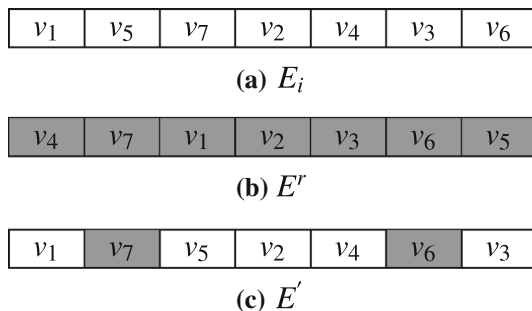 v₁ v₅ v₇ v₂ v₄ v₃ v₆
(a) Eᵢ
v₄ v₇ v₁ v₂ v₃ v₆ v₅
(b) Eʳ
v₁ v₇ v₅ v₂ v₄ v₆ v₃
(c) E′